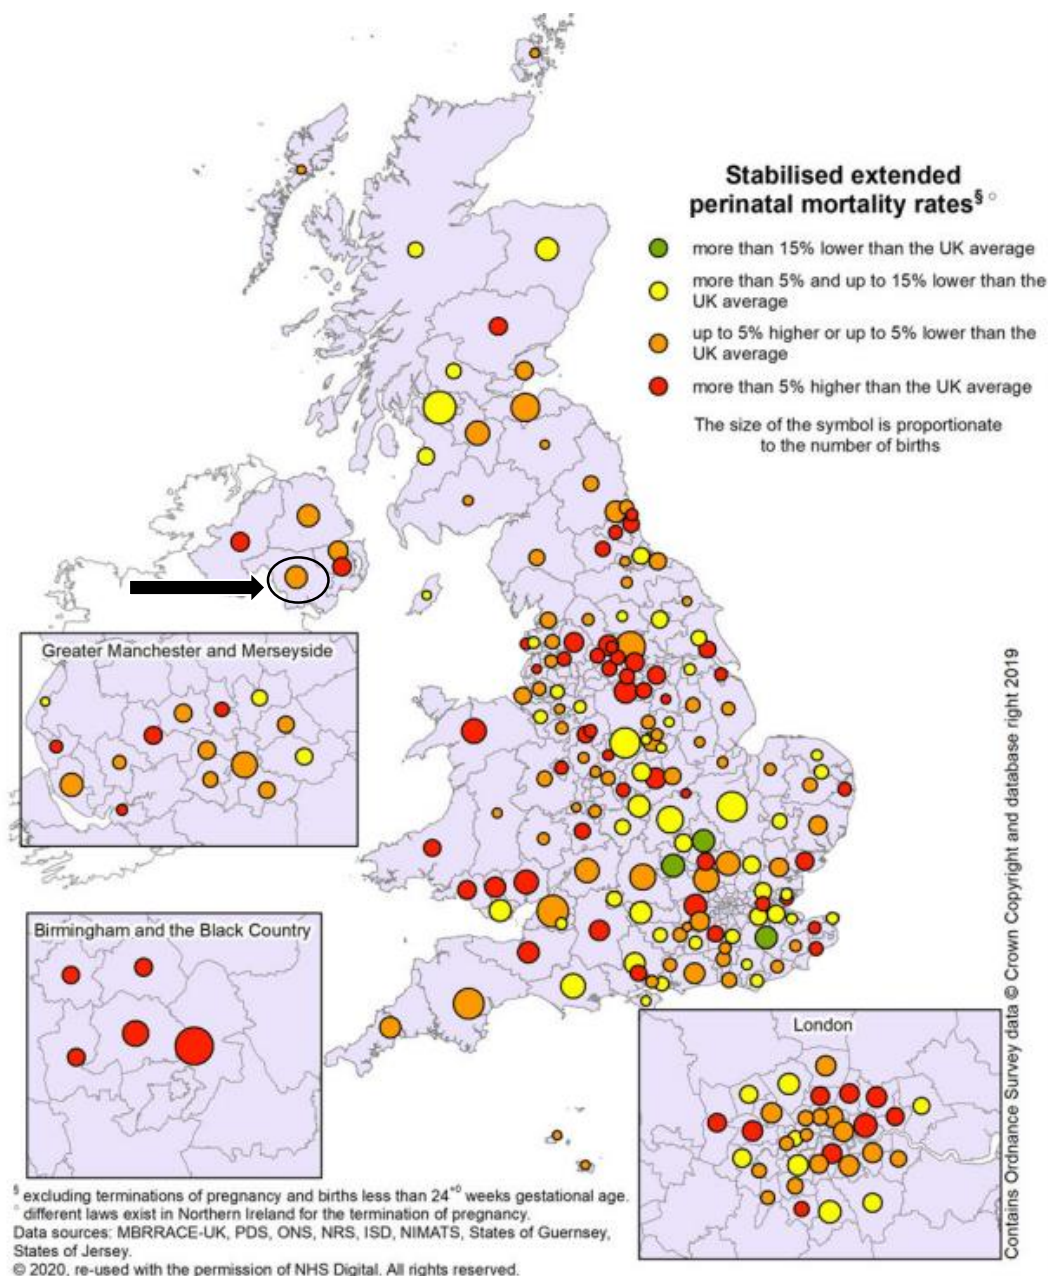 Stabilised extended
perinatal mortality rates§ °
more than 15% lower than the UK average
more than 5% and up to 15% lower than the
UK average
up to 5% higher or up to 5% lower than the
UK average
more than 5% higher than the UK average
The size of the symbol is proportionate
to the number of births
Greater Manchester and Merseyside
Birmingham and the Black Country
London
Contains Ordnance Survey data © Crown Copyright and database right 2019
§ excluding terminations of pregnancy and births less than 24⁺⁰ weeks gestational age.
° different laws exist in Northern Ireland for the termination of pregnancy.
Data sources: MBRRACE-UK, PDS, ONS, NRS, ISD, NIMATS, States of Guernsey,
States of Jersey.
© 2020, re-used with the permission of NHS Digital. All rights reserved.